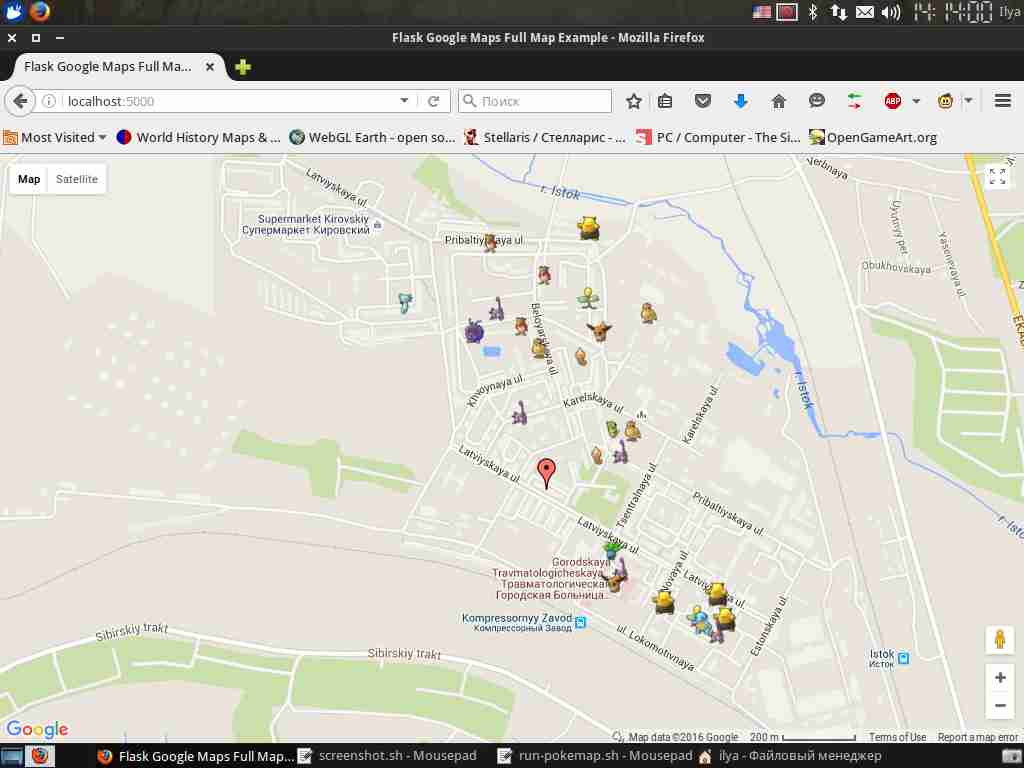 14:14:00 Ilya
Flask Google Maps Full Map Example - Mozilla Firefox
Flask Google Maps Full Ma...
localhost:5000
Поиск
ABP
Most Visited
World History Maps & ...
WebGL Earth - open so...
Stellaris / Стелларис - ...
PC / Computer - The Si...
OpenGameArt.org
Map Satellite
Latviyskaya ul
r. Istok
Verbnaya
Supermarket Kirovskiy
Супермаркет Кировский
Pribaltiyskaya ul
Uyutnyy per
Yasenevaya ul
Obukhovskaya
Beloyarskaya ul
Khvoynaya ul
Karelskaya ul
Karelskaya ul
r. Istok
Latviyskaya ul
Tsentralnaya ul
Pribaltiyskaya ul
r. Istok
Latviyskaya ul
Gorodskaya
Travmatologicheskaya
Травматологическая
Городская Больница...
Novaya ul
Latviyskaya ul
Estonskaya ul
Kompressornyy Zavod
Компрессорный Завод
ul. Lokomotivnaya
Sibirskiy trakt
Sibirskiy trakt
Istok
Исток
Google
Map data ©2016 Google 200 m Terms of Use Report a map error
Flask Google Maps Full Map...
screenshot.sh - Mousepad
run-pokemap.sh - Mousepad
ilya - Файловый менеджер